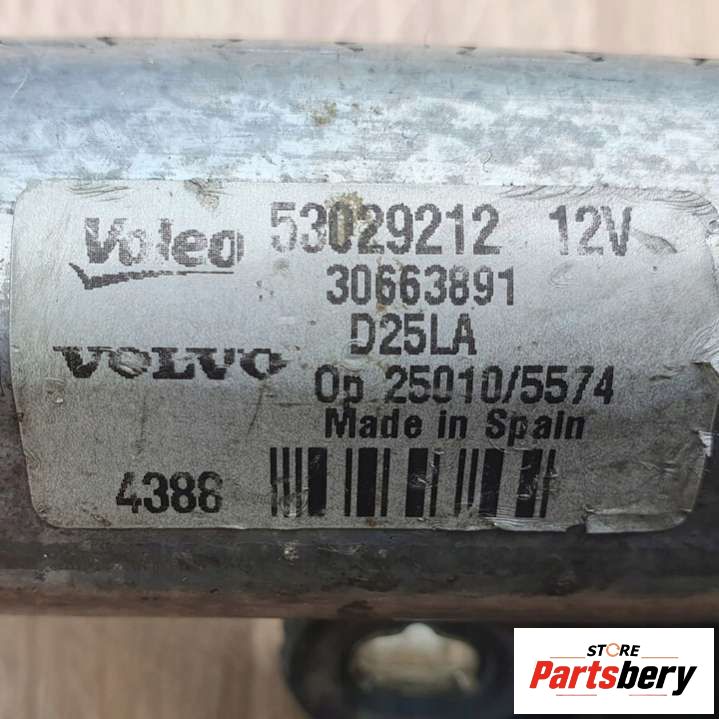 Valeo 53029212 12V
30663891
D25LA
VOLVO
Op 25010/5574
Made in Spain
4388
STORE
Partsbery